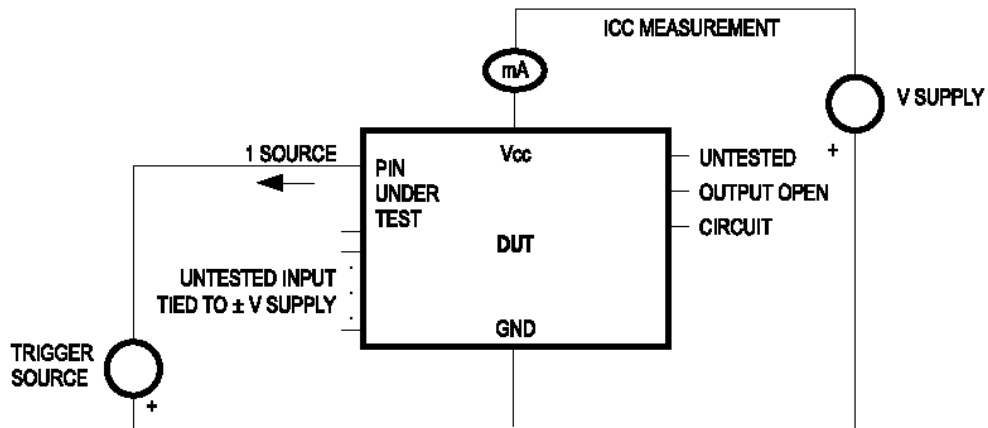 ICC MEASUREMENT
mA
V SUPPLY
+
1 SOURCE
Vcc
PIN
UNDER
TEST
UNTESTED
OUTPUT OPEN
CIRCUIT
DUT
UNTESTED INPUT
TIED TO ± V SUPPLY
GND
TRIGGER
SOURCE
+